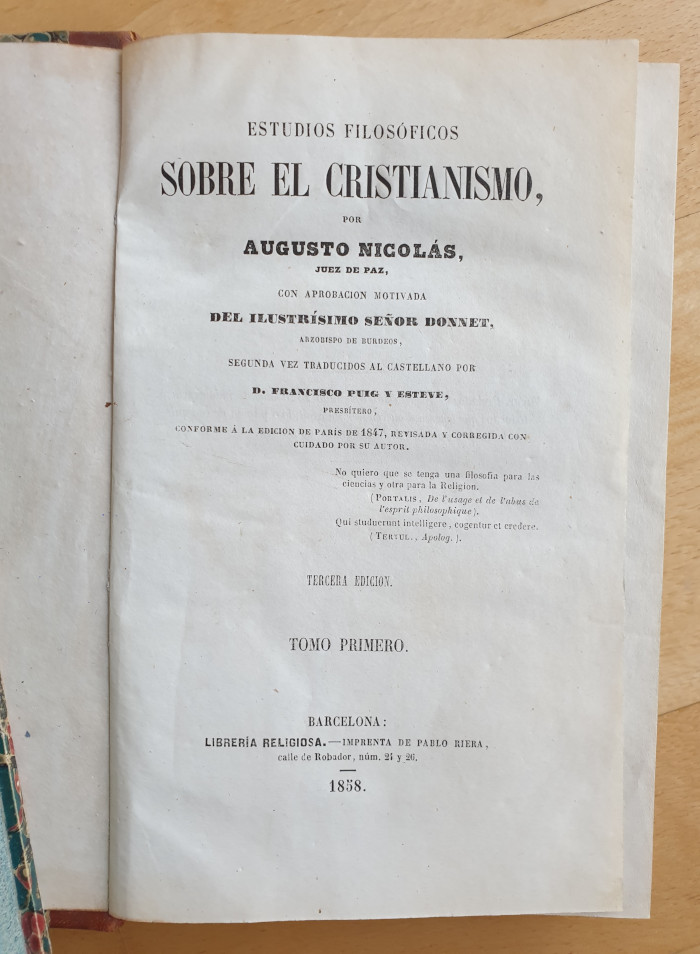 ESTUDIOS FILOSÓFICOS
SOBRE EL CRISTIANISMO,
POR
AUGUSTO NICOLÁS,
JUEZ DE PAZ,
CON APROBACION MOTIVADA
DEL ILUSTRÍSIMO SEÑOR DONNET,
ARZOBISPO DE BURDEOS,
SEGUNDA VEZ TRADUCIDOS AL CASTELLANO POR
D. FRANCISCO PUIG Y ESTEVE,
PRESBÍTERO,
CONFORME Á LA EDICION DE PARIS DE 1847, REVISADA Y CORREGIDA CON
CUIDADO POR SU AUTOR.
No quiero que se tenga una filosofia para las
ciencias y otra para la Religion.
(PORTALIS, De l'usage et de l'abus de
l'esprit philosophique).
Qui studuerunt intelligere, cogentur et credere.
(TERTUL., Apolog.).
TERCERA EDICION.
TOMO PRIMERO.
BARCELONA:
LIBRERÍA RELIGIOSA.—IMPRENTA DE PABLO RIERA,
calle de Robador, núm. 24 y 26.
1858.